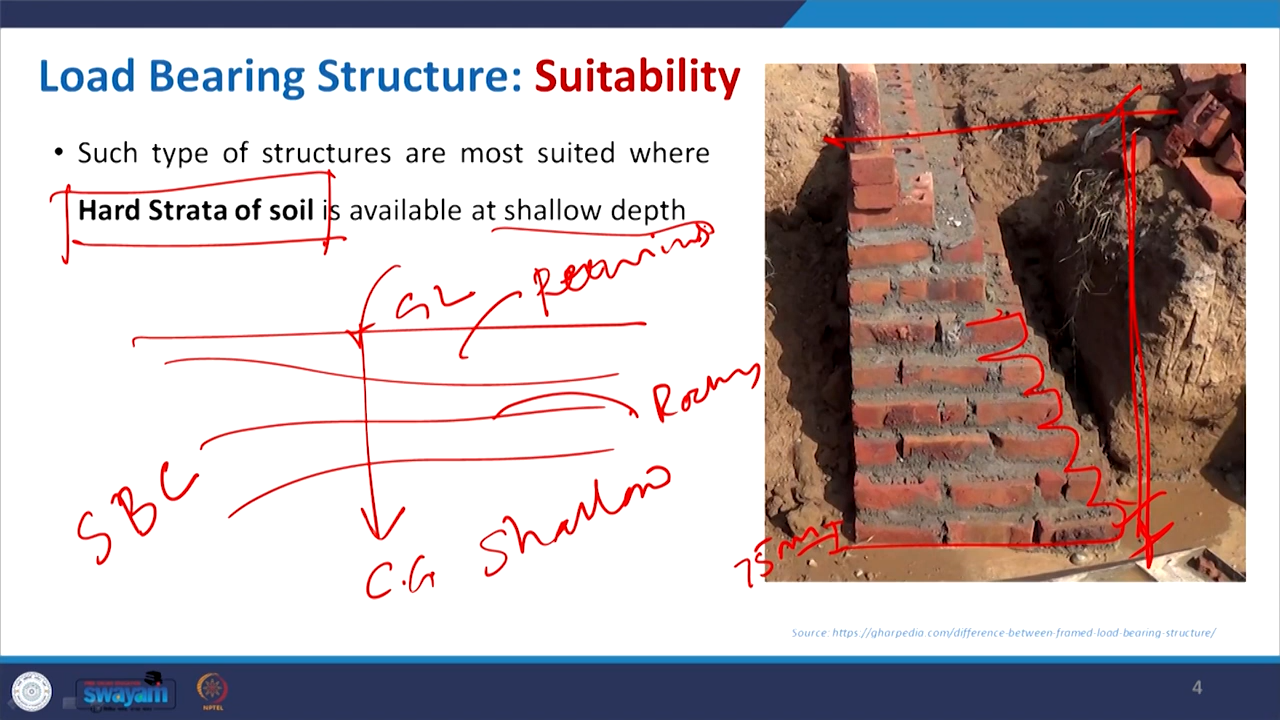 Load Bearing Structure: Suitability
• Such type of structures are most suited where
Hard Strata of soil is available at shallow depth
GL
Rocky
SBC
Shallow
C.G
75mm
Source: https://gharpedia.com/difference-between-framed-load-bearing-structure/
swayam
NPTEL
4